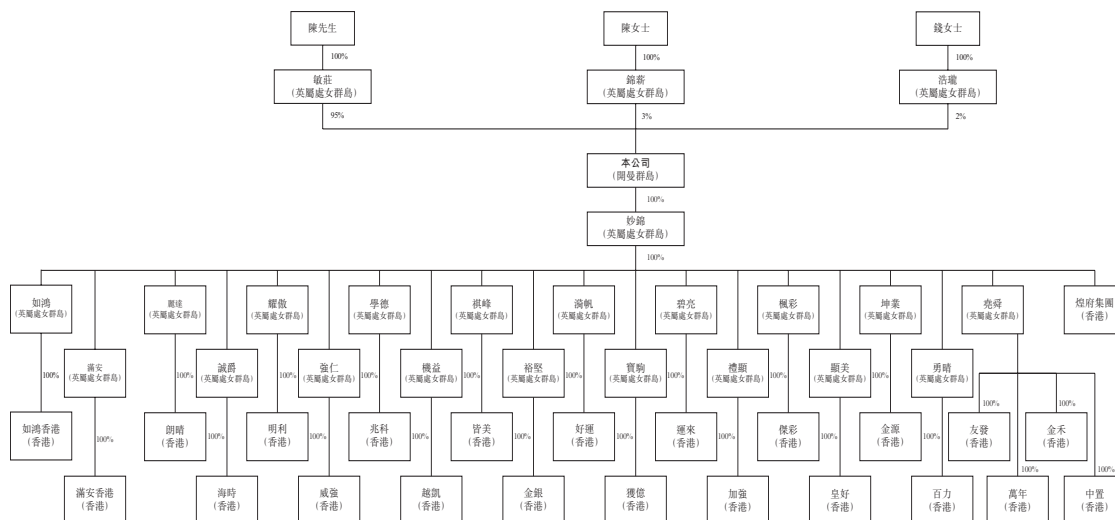 陳先生
陳女士
錢女士
100%
100%
100%
敏莊
(英屬處女群島)
錦薪
(英屬處女群島)
浩瓏
(英屬處女群島)
95%
3%
2%
本公司
(開曼群島)
100%
妙錦
(英屬處女群島)
100%
如鴻
(英屬處女群島)
麗達
(英屬處女群島)
耀傲
(英屬處女群島)
學德
(英屬處女群島)
祺峰
(英屬處女群島)
漪帆
(英屬處女群島)
碧亮
(英屬處女群島)
楓彩
(英屬處女群島)
坤業
(英屬處女群島)
堯舜
(英屬處女群島)
煌府集團
(香港)
滿安
(英屬處女群島)
誠爵
(英屬處女群島)
強仁
(英屬處女群島)
機益
(英屬處女群島)
裕堅
(英屬處女群島)
寶駒
(英屬處女群島)
禮顯
(英屬處女群島)
顯美
(英屬處女群島)
勇晴
(英屬處女群島)
100%
100%
100%
100%
100%
100%
100%
100%
100%
100%
100%
如鴻香港
(香港)
朗晴
(香港)
明利
(香港)
兆科
(香港)
皆美
(香港)
好運
(香港)
運來
(香港)
傑彩
(香港)
金源
(香港)
友發
(香港)
金禾
(香港)
100%
100%
100%
100%
100%
100%
100%
100%
100%
100%
100%
滿安香港
(香港)
海時
(香港)
威強
(香港)
越凱
(香港)
金銀
(香港)
獲億
(香港)
加強
(香港)
皇好
(香港)
百力
(香港)
萬年
(香港)
中置
(香港)